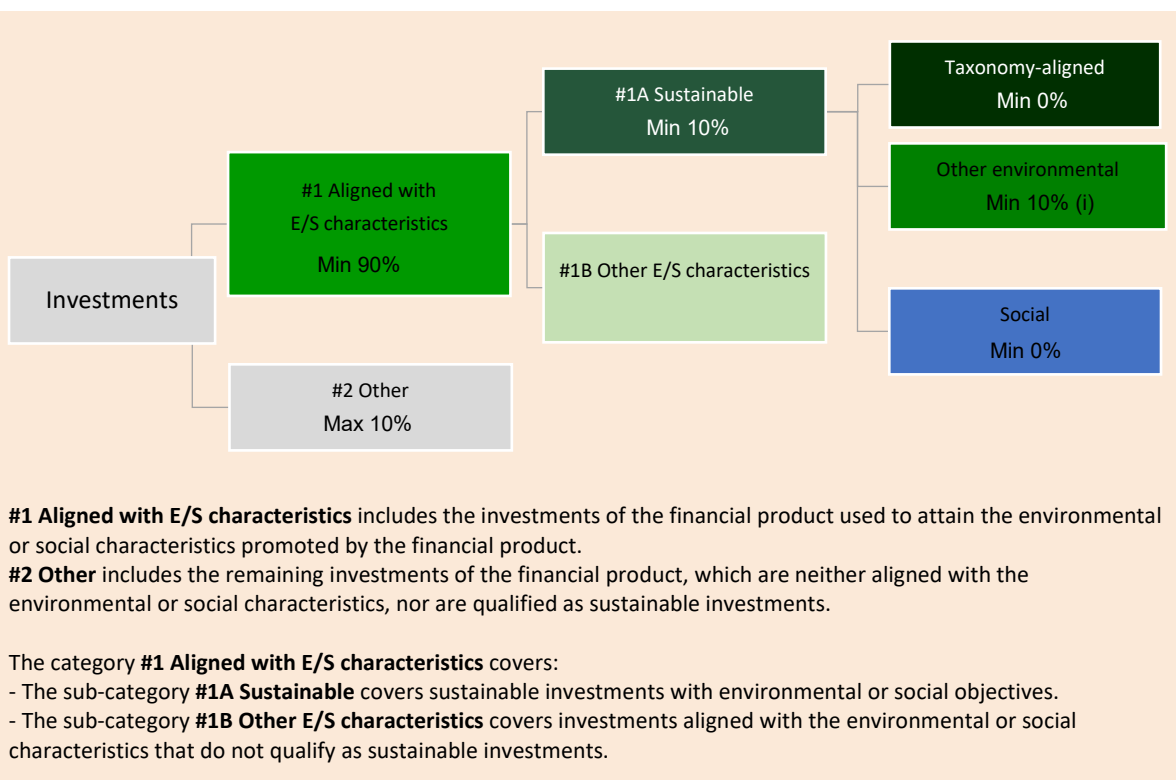 Investments
#1 Aligned with
E/S characteristics
Min 90%
#2 Other
Max 10%
#1A Sustainable
Min 10%
#1B Other E/S characteristics
Taxonomy-aligned
Min 0%
Other environmental
Min 10% (i)
Social
Min 0%
#1 Aligned with E/S characteristics includes the investments of the financial product used to attain the environmental
or social characteristics promoted by the financial product.
#2 Other includes the remaining investments of the financial product, which are neither aligned with the
environmental or social characteristics, nor are qualified as sustainable investments.
The category #1 Aligned with E/S characteristics covers:
- The sub-category #1A Sustainable covers sustainable investments with environmental or social objectives.
- The sub-category #1B Other E/S characteristics covers investments aligned with the environmental or social
characteristics that do not qualify as sustainable investments.